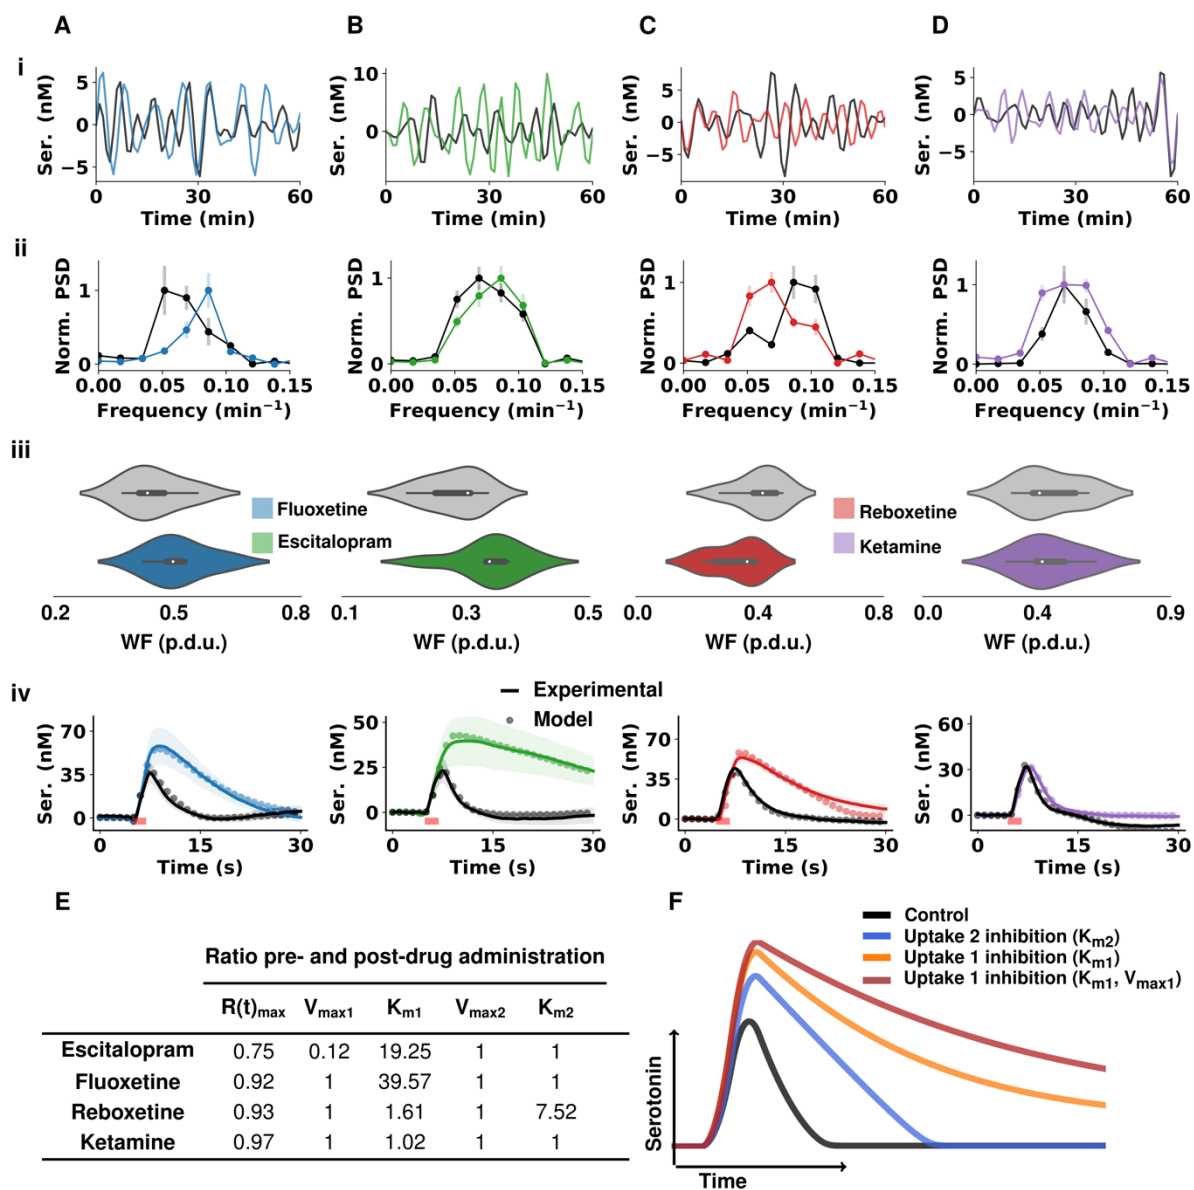 A
B
C
D
i
Ser. (nM)
5
0
−5
0
30
60
Time (min)
Ser. (nM)
10
0
0
30
60
Time (min)
Ser. (nM)
5
0
−5
0
30
60
Time (min)
Ser. (nM)
5
0
−5
0
30
60
Time (min)
ii
Norm. PSD
1
0
0.00
0.05
0.10
0.15
Frequency (min⁻¹)
Norm. PSD
1
0
0.00
0.05
0.10
0.15
Frequency (min⁻¹)
Norm. PSD
1
0
0.00
0.05
0.10
0.15
Frequency (min⁻¹)
Norm. PSD
1
0
0.00
0.05
0.10
0.15
Frequency (min⁻¹)
iii
Fluoxetine
Escitalopram
Reboxetine
Ketamine
0.2
0.5
0.8
WF (p.d.u.)
0.1
0.3
0.5
WF (p.d.u.)
0.0
0.4
0.8
WF (p.d.u.)
0.0
0.4
0.9
WF (p.d.u.)
iv
Experimental
Model
Ser. (nM)
70
35
0
0
15
30
Time (s)
Ser. (nM)
50
25
0
0
15
30
Time (s)
Ser. (nM)
70
35
0
0
15
30
Time (s)
Ser. (nM)
60
30
0
0
15
30
Time (s)
E
Ratio pre- and post-drug administration
R(t)max Vmax1 Km1 Vmax2 Km2
Escitalopram 0.75 0.12 19.25 1 1
Fluoxetine 0.92 1 39.57 1 1
Reboxetine 0.93 1 1.61 1 7.52
Ketamine 0.97 1 1.02 1 1
F
Control
Uptake 2 inhibition (Km2)
Uptake 1 inhibition (Km1)
Uptake 1 inhibition (Km1, Vmax1)
Serotonin
Time